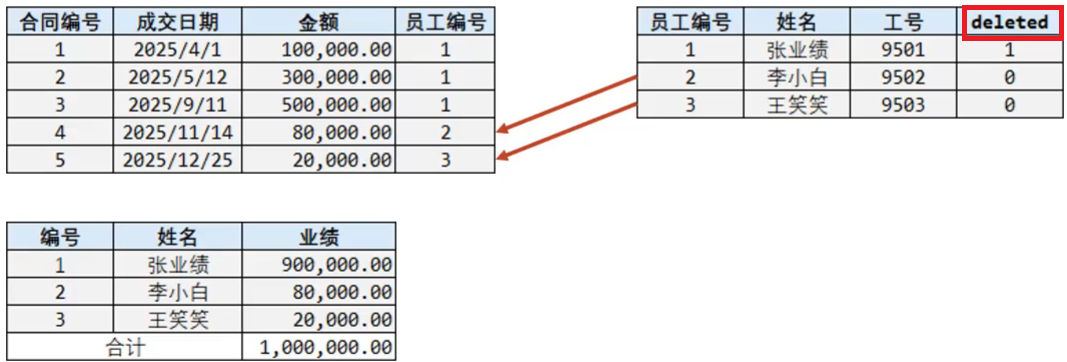 合同编号 成交日期 金额 员工编号
1 2025/4/1 100,000.00 1
2 2025/5/12 300,000.00 1
3 2025/9/11 500,000.00 1
4 2025/11/14 80,000.00 2
5 2025/12/25 20,000.00 3
员工编号 姓名 工号 deleted
1 张业绩 9501 1
2 李小白 9502 0
3 王笑笑 9503 0
编号 姓名 业绩
1 张业绩 900,000.00
2 李小白 80,000.00
3 王笑笑 20,000.00
合计 1,000,000.00